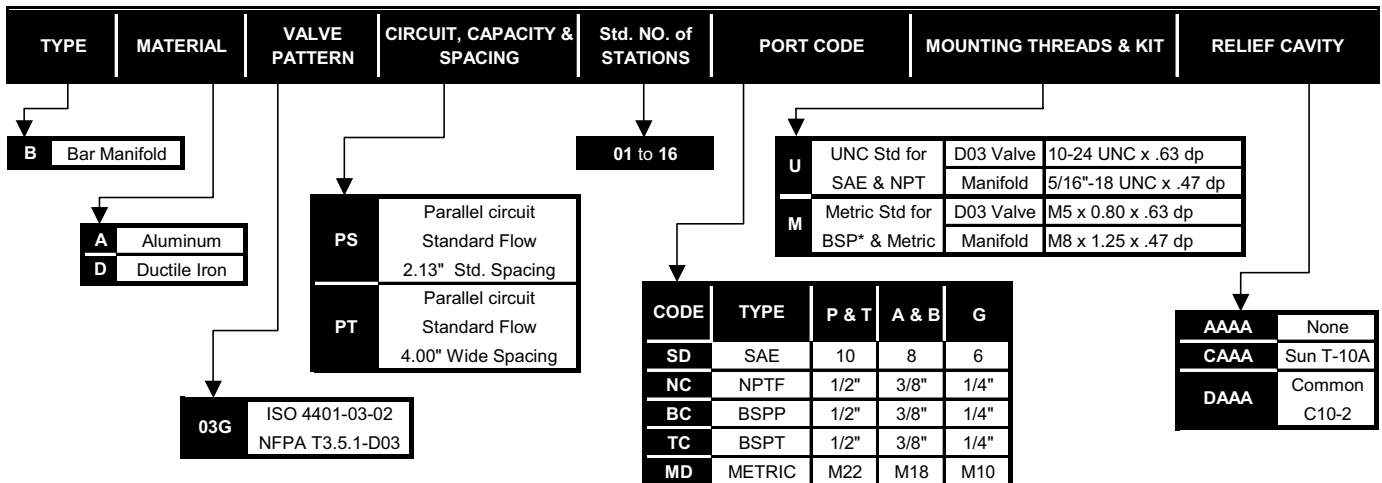 TYPE MATERIAL VALVE PATTERN CIRCUIT, CAPACITY & SPACING Std. NO. of STATIONS PORT CODE MOUNTING THREADS & KIT RELIEF CAVITY
B Bar Manifold
A Aluminum
D Ductile Iron
03G ISO 4401-03-02
NFPA T3.5.1-D03
PS Parallel circuit
Standard Flow
2.13" Std. Spacing
PT Parallel circuit
Standard Flow
4.00" Wide Spacing
01 to 16
CODE TYPE P & T A & B G
SD SAE 10 8 6
NC NPTF 1/2" 3/8" 1/4"
BC BSPP 1/2" 3/8" 1/4"
TC BSPT 1/2" 3/8" 1/4"
MD METRIC M22 M18 M10
U UNC Std for D03 Valve 10-24 UNC x .63 dp
SAE & NPT Manifold 5/16"-18 UNC x .47 dp
M Metric Std for D03 Valve M5 x 0.80 x .63 dp
BSP* & Metric Manifold M8 x 1.25 x .47 dp
AAAA None
CAAA Sun T-10A
DAAA Common
C10-2